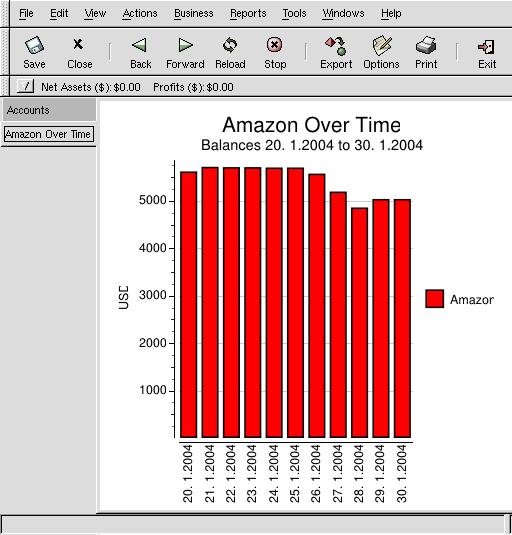 File Edit View Actions Business Reports Tools Windows Help
Save Close Back Forward Reload Stop Export Options Print Exit
Net Assets ($): $0.00 Profits ($): $0.00
Accounts
Amazon Over Time
Amazon Over Time
Balances 20. 1.2004 to 30. 1.2004
5000
4000
3000
2000
1000
USD
Amazon
20. 1.2004
21. 1.2004
22. 1.2004
23. 1.2004
24. 1.2004
25. 1.2004
26. 1.2004
27. 1.2004
28. 1.2004
29. 1.2004
30. 1.2004